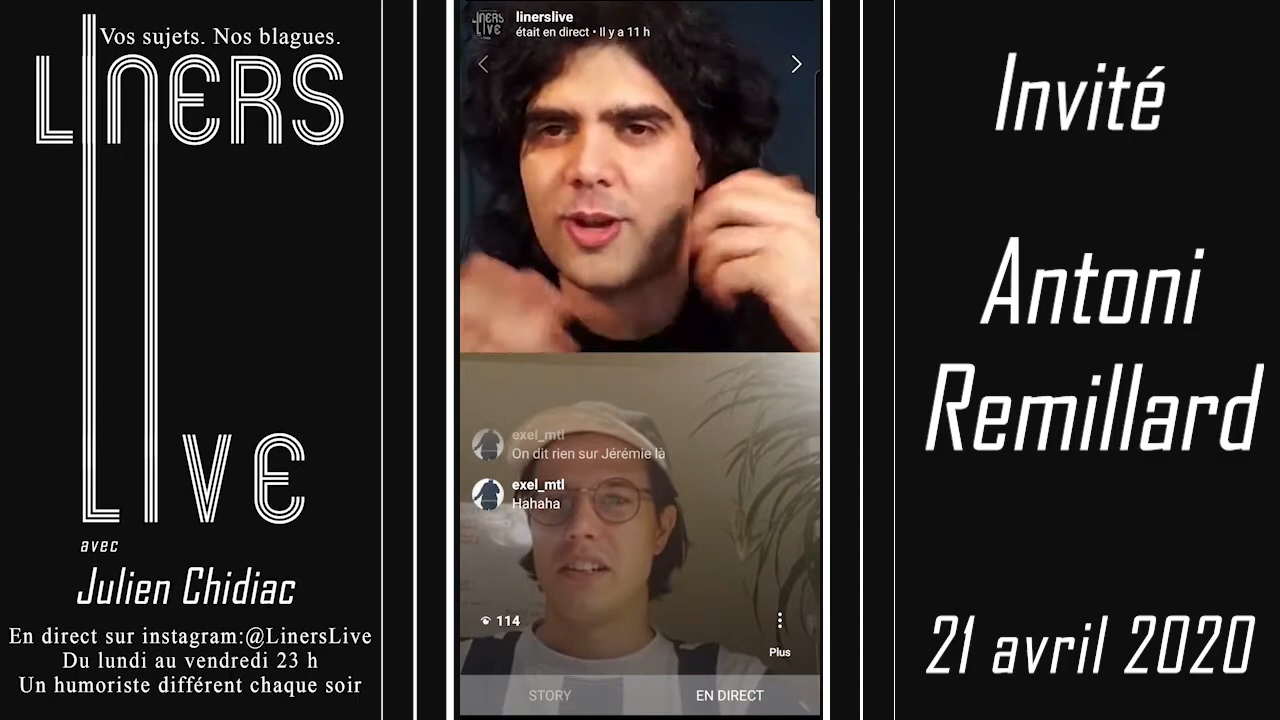 Vos sujets. Nos blagues.
LINERS
LIVE
avec
Julien Chidiac
En direct sur instagram:@LinersLive
Du lundi au vendredi 23 h
Un humoriste différent chaque soir
LINERS
LIVE
linerslive
était en direct • Il y a 11 h
exel_mtl
On dit rien sur Jérémie là
exel_mtl
Hahaha
114
Plus
STORY
EN DIRECT
Invité
Antoni
Remillard
21 avril 2020